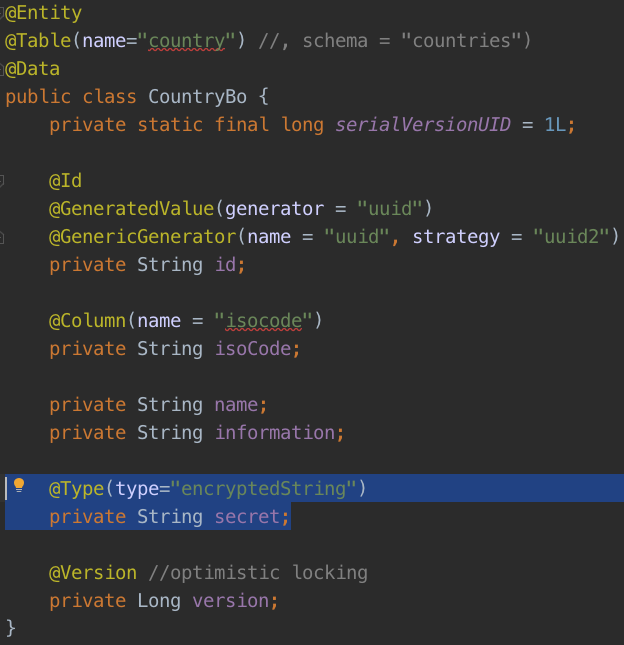 @Entity
@Table(name="country") //, schema = "countries")
@Data
public class CountryBo {
private static final long serialVersionUID = 1L;
@Id
@GeneratedValue(generator = "uuid")
@GenericGenerator(name = "uuid", strategy = "uuid2")
private String id;
@Column(name = "isocode")
private String isoCode;
private String name;
private String information;
@Type(type="encryptedString")
private String secret;
@Version //optimistic locking
private Long version;
}